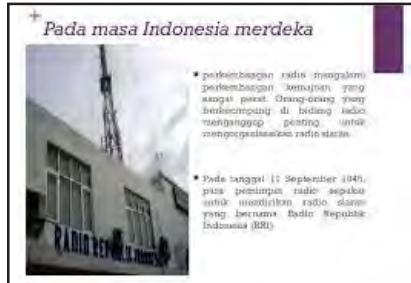 +
Pada masa Indonesia merdeka
▪ perkembangan radio mengalami
perkembangan kemajuan yang
sangat pesat. Orang-orang yang
berkecimpung di bidang radio
menganggap penting untuk
mengorganisasikan radio siaran.
▪ Pada tanggal 11 September 1945,
para pemimpin radio sepakat
untuk mendirikan radio siaran
yang bernama Radio Republik
Indonesia (RRI)
RADIO REPUBLIK INDONESIA